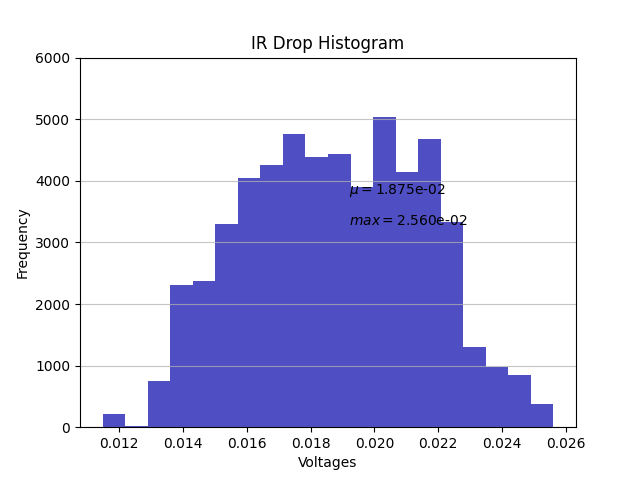 IR Drop Histogram
6000
5000
4000
3000
2000
1000
0
Frequency
μ = 1.875e-02
max = 2.560e-02
0.012 0.014 0.016 0.018 0.020 0.022 0.024 0.026
Voltages